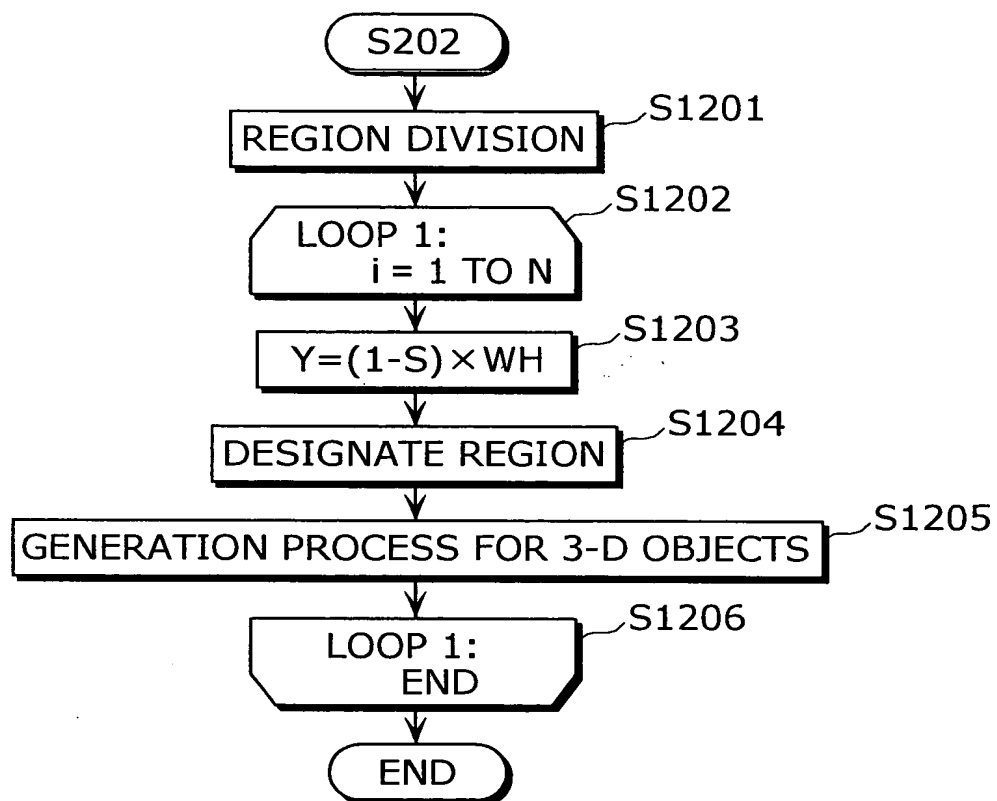 S202
S1201
REGION DIVISION
S1202
LOOP 1:
i = 1 TO N
S1203
Y=(1-S)×WH
S1204
DESIGNATE REGION
S1205
GENERATION PROCESS FOR 3-D OBJECTS
S1206
LOOP 1:
END
END